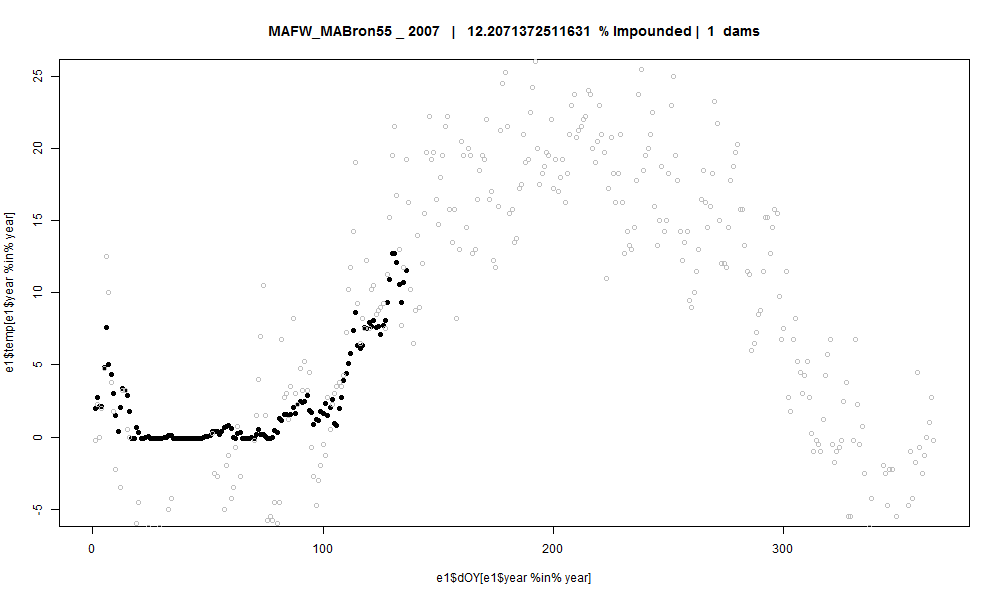 MAFW_MABron55 _ 2007 | 12.2071372511631 % Impounded | 1 dams
e1$temp[e1$year %in% year]
25
20
15
10
5
0
-5
0 100 200 300
e1$dOY[e1$year %in% year]